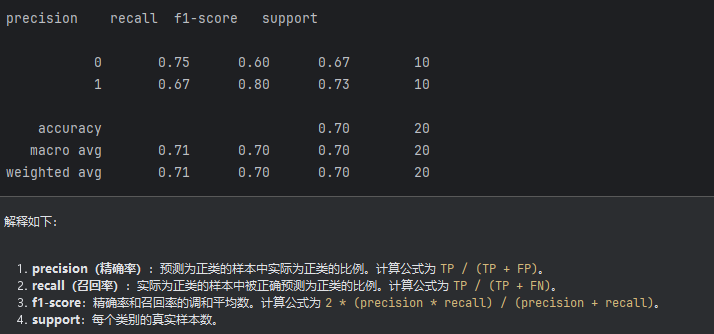 precision recall f1-score support
0 0.75 0.60 0.67 10
1 0.67 0.80 0.73 10
accuracy 0.70 20
macro avg 0.71 0.70 0.70 20
weighted avg 0.71 0.70 0.70 20
解释如下：
1. precision（精确率）：预测为正类的样本中实际为正类的比例。计算公式为 TP / (TP + FP)。
2. recall（召回率）：实际为正类的样本中被正确预测为正类的比例。计算公式为 TP / (TP + FN)。
3. f1-score：精确率和召回率的调和平均数。计算公式为 2 * (precision * recall) / (precision + recall)。
4. support：每个类别的真实样本数。